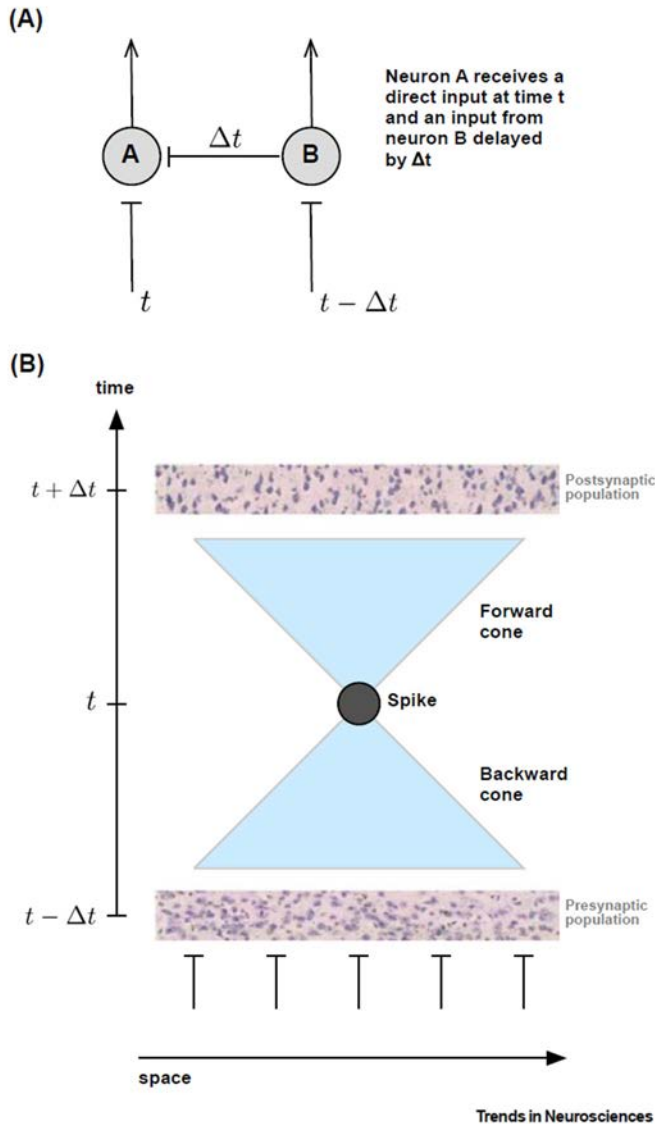 (A)
A
Δt
B
Neuron A receives a
direct input at time t
and an input from
neuron B delayed
by Δt
t
t − Δt
(B)
time
t + Δt
Postsynaptic
population
Forward
cone
t
Spike
Backward
cone
t − Δt
Presynaptic
population
space
Trends in Neurosciences